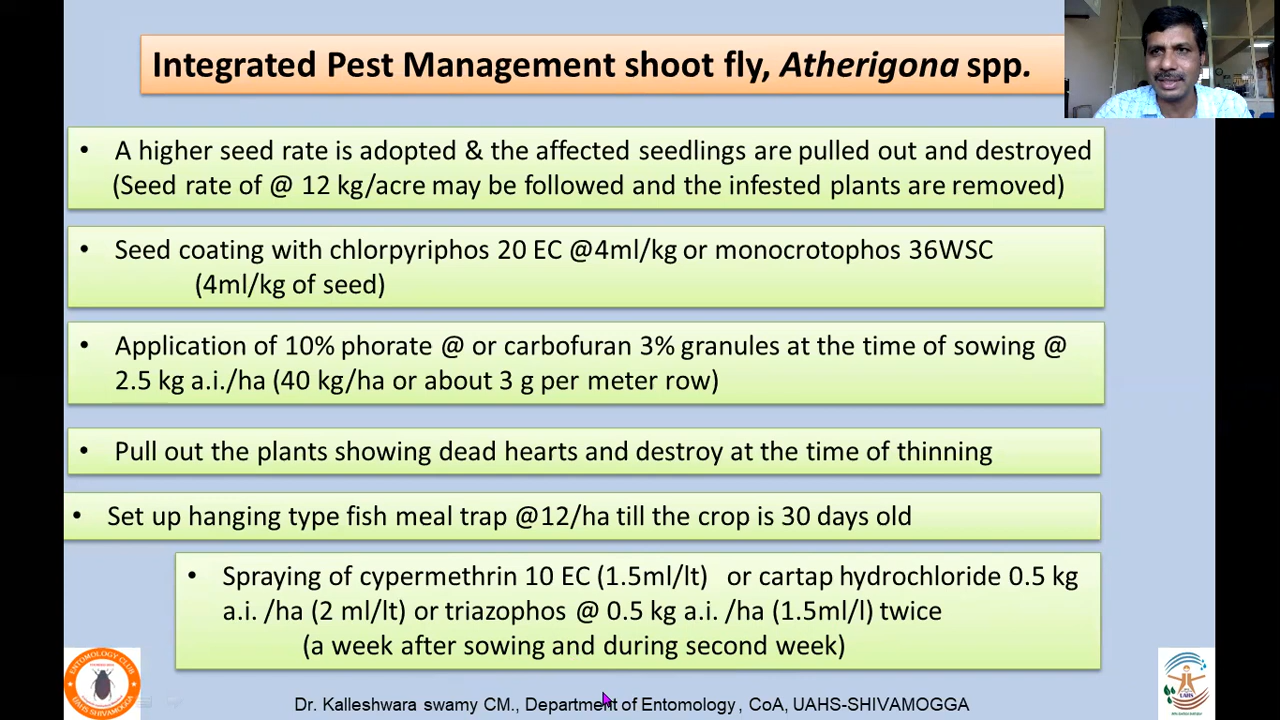 Integrated Pest Management shoot fly, Atherigona spp.
• A higher seed rate is adopted & the affected seedlings are pulled out and destroyed
(Seed rate of @ 12 kg/acre may be followed and the infested plants are removed)
• Seed coating with chlorpyriphos 20 EC @4ml/kg or monocrotophos 36WSC
(4ml/kg of seed)
• Application of 10% phorate @ or carbofuran 3% granules at the time of sowing @
2.5 kg a.i./ha (40 kg/ha or about 3 g per meter row)
• Pull out the plants showing dead hearts and destroy at the time of thinning
• Set up hanging type fish meal trap @12/ha till the crop is 30 days old
• Spraying of cypermethrin 10 EC (1.5ml/lt) or cartap hydrochloride 0.5 kg
a.i. /ha (2 ml/lt) or triazophos @ 0.5 kg a.i. /ha (1.5ml/l) twice
(a week after sowing and during second week)
ENTOMOLOGY CLUB
UAHS SHIVAMOGGA
Dr. Kalleshwara swamy CM., Department of Entomology, CoA, UAHS-SHIVAMOGGA
UAHS